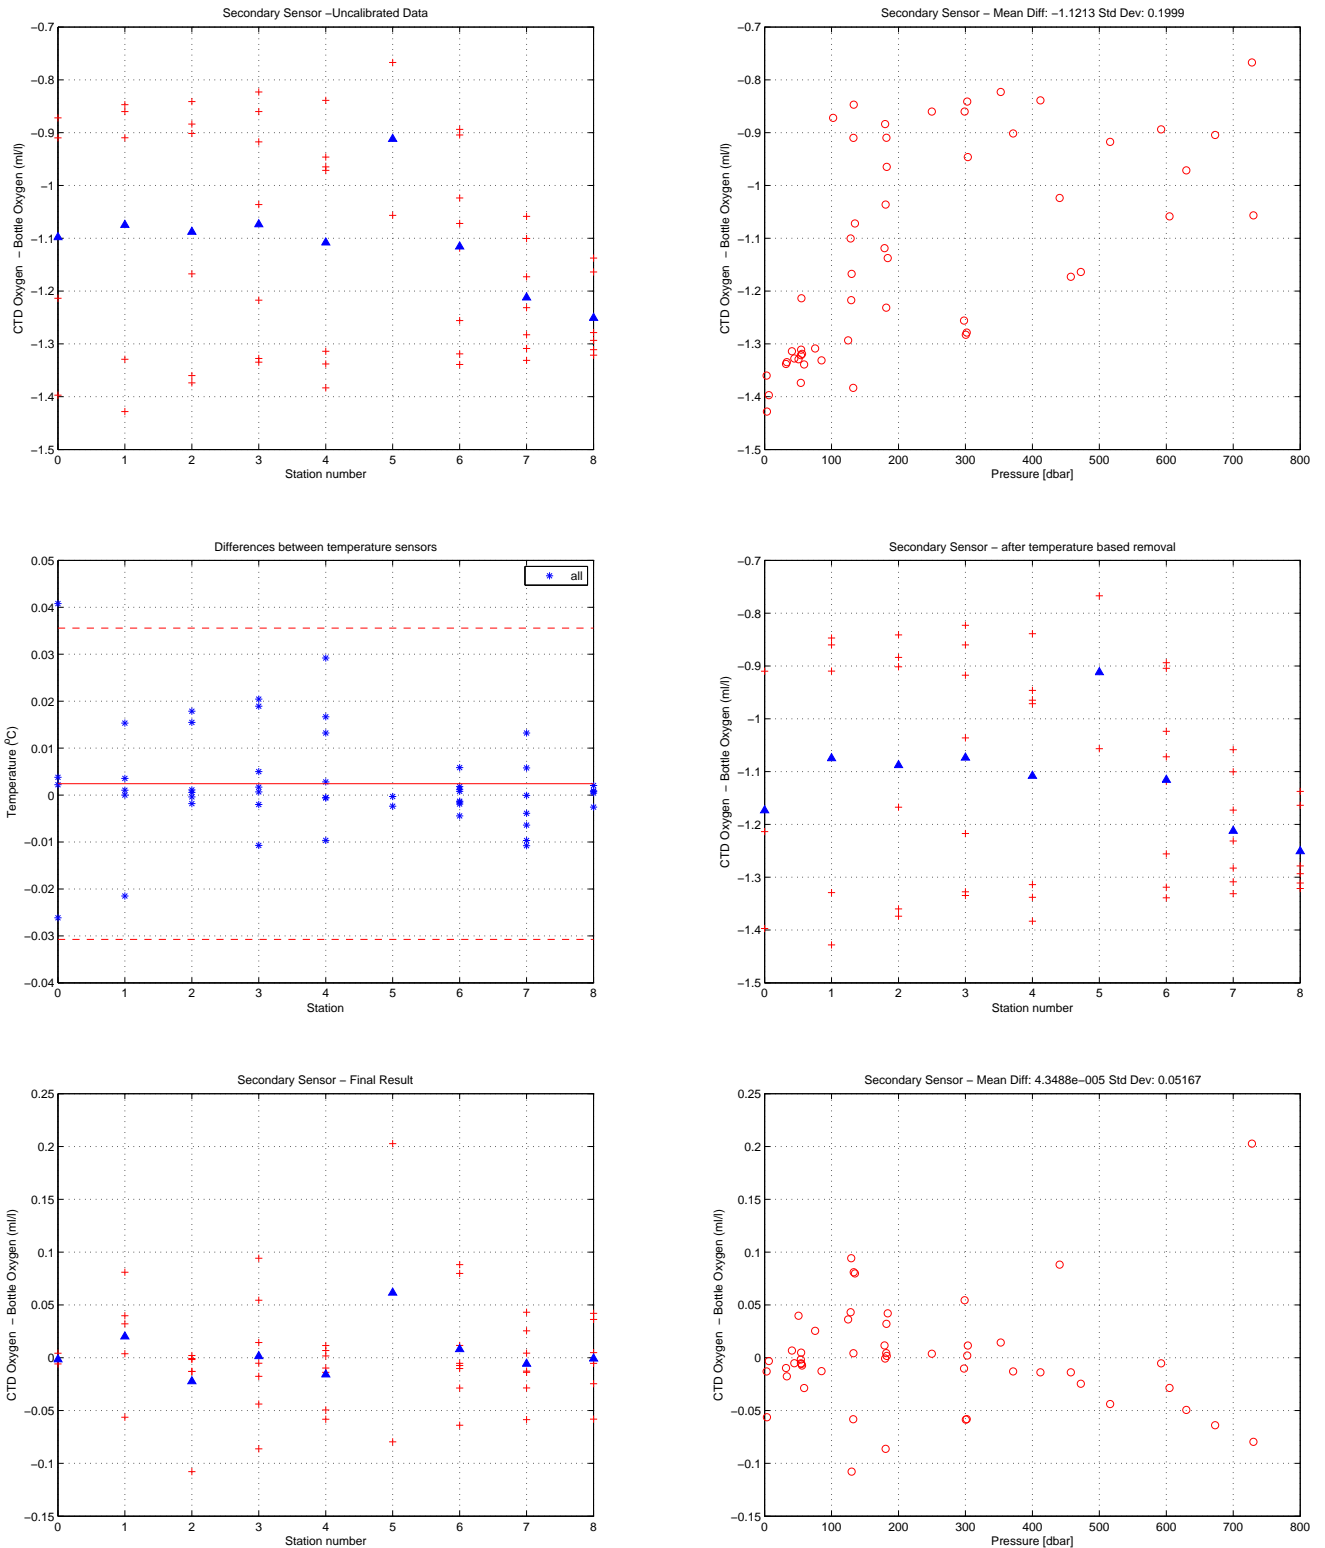 Secondary Sensor −Uncalibrated Data
−0.7
−0.8
−0.9
−1
−1.1
−1.2
−1.3
−1.4
−1.5
CTD Oxygen − Bottle Oxygen (ml/l)
0 1 2 3 4 5 6 7 8
Station number
Secondary Sensor − Mean Diff: −1.1213 Std Dev: 0.1999
−0.7
−0.8
−0.9
−1
−1.1
−1.2
−1.3
−1.4
−1.5
CTD Oxygen − Bottle Oxygen (ml/l)
0 100 200 300 400 500 600 700 800
Pressure [dbar]
Differences between temperature sensors
all
0.05
0.04
0.03
0.02
0.01
0
−0.01
−0.02
−0.03
−0.04
Temperature (⁰C)
0 1 2 3 4 5 6 7 8
Station
Secondary Sensor − after temperature based removal
−0.7
−0.8
−0.9
−1
−1.1
−1.2
−1.3
−1.4
−1.5
CTD Oxygen − Bottle Oxygen (ml/l)
0 1 2 3 4 5 6 7 8
Station number
Secondary Sensor − Final Result
0.25
0.2
0.15
0.1
0.05
0
−0.05
−0.1
−0.15
CTD Oxygen − Bottle Oxygen (ml/l)
0 1 2 3 4 5 6 7 8
Station number
Secondary Sensor − Mean Diff: 4.3488e−005 Std Dev: 0.05167
0.25
0.2
0.15
0.1
0.05
0
−0.05
−0.1
−0.15
CTD Oxygen − Bottle Oxygen (ml/l)
0 100 200 300 400 500 600 700 800
Pressure [dbar]